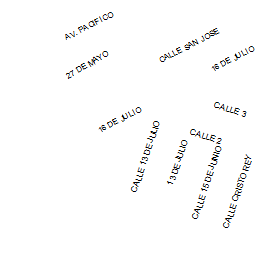 AV. PACIFICO
CALLE SAN JOSE
27 DE MAYO
16 DE JULIO
16 DE JULIO
CALLE 3
CALLE 2
CALLE 13 DE JULIO
13 DE JULIO
CALLE 15 DE JUNIO
CALLE CRISTO REY